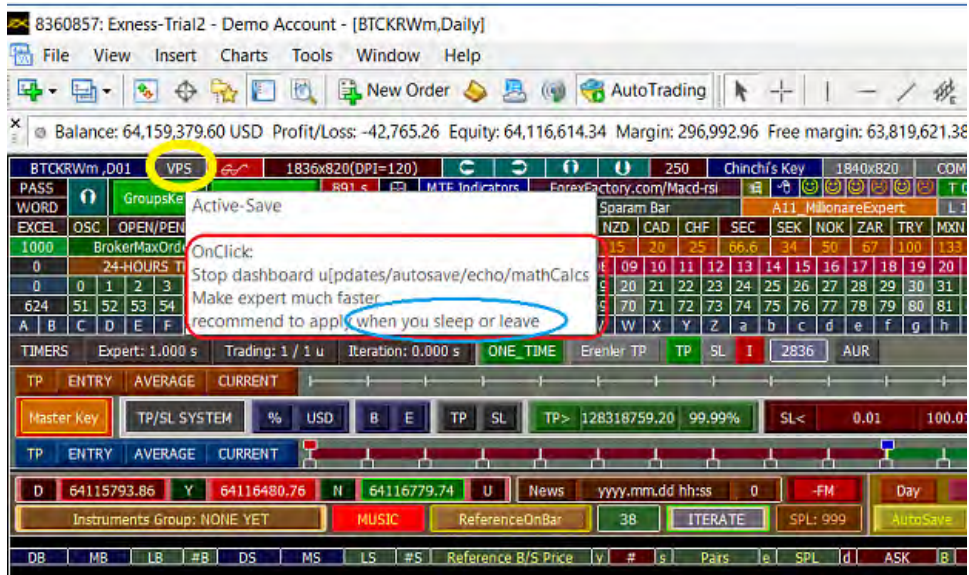 8360857: Exness-Trial2 - Demo Account - [BTCKRWm,Daily]
File View Insert Charts Tools Window Help
New Order AutoTrading
Balance: 64,159,379.60 USD Profit/Loss: -42,765.26 Equity: 64,116,614.34 Margin: 296,992.96 Free margin: 63,819,621.38
BTCKRWm ,D01 VPS 1836x820(DPI=120) 250 Chinchi's Key 1840x820 COM
PASS 891 s MTF Indicators ForexFactory.com/Macd-rsi
WORD GroupsKe Active-Save Sparam Bar A11_MilionaireExpert L 1
EXCEL OSC OPEN/PEN NZD CAD CHF SEC SEK NOK ZAR TRY MXN
1000 BrokerMaxOrd OnClick: 15 20 25 66.6 34 50 67 100 133
0 24-HOURS T Stop dashboard u[pdates/autosave/echo/mathCalcs 09 10 11 12 13 14 15 16 17 18 19 20
0 0 1 2 3 Make expert much faster 20 21 22 23 24 25 26 27 28 29 30 31
624 51 52 53 54 70 71 72 73 74 75 76 77 78 79 80 81
A B C D E F recommend to apply when you sleep or leave W X Y Z a b c d e f g h
TIMERS Expert: 1.000 s Trading: 1 / 1 u Iteration: 0.000 s ONE_TIME Erenler TP TP SL I 2836 AUR
TP ENTRY AVERAGE CURRENT
Master Key TP/SL SYSTEM % USD B E TP SL TP> 128318759.20 99.99% SL< 0.01 100.0
TP ENTRY AVERAGE CURRENT
D 64115793.86 Y 64116480.76 N 64116779.74 U News yyyy.mm.dd hh:ss 0 -FM Day
Instruments Group: NONE YET MUSIC ReferenceOnBar 38 ITERATE SPL: 999 AutoSave
DB MB LB #B DS MS LS #S Reference B/S Price v # s Pairs e SPL d ASK B